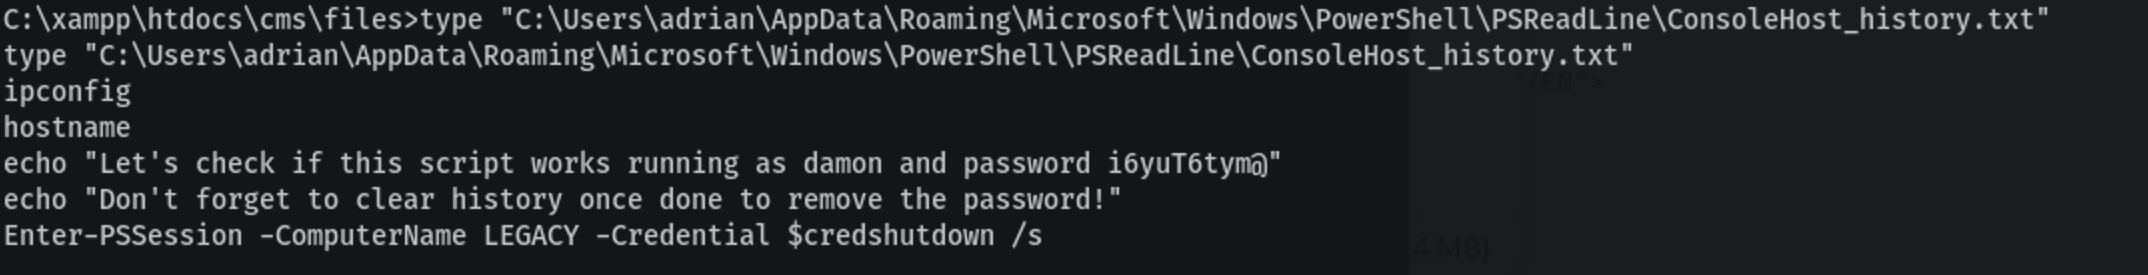 C:\xampp\htdocs\cms\files>type "C:\Users\adrian\AppData\Roaming\Microsoft\Windows\PowerShell\PSReadLine\ConsoleHost_history.txt"
type "C:\Users\adrian\AppData\Roaming\Microsoft\Windows\PowerShell\PSReadLine\ConsoleHost_history.txt"
/EN">
ipconfig
hostname
echo "Let's check if this script works running as damon and password i6yuT6tym@"
echo "Don't forget to clear history once done to remove the password!"
Enter-PSSession -ComputerName LEGACY -Credential $credshutdown /s
4 MB)